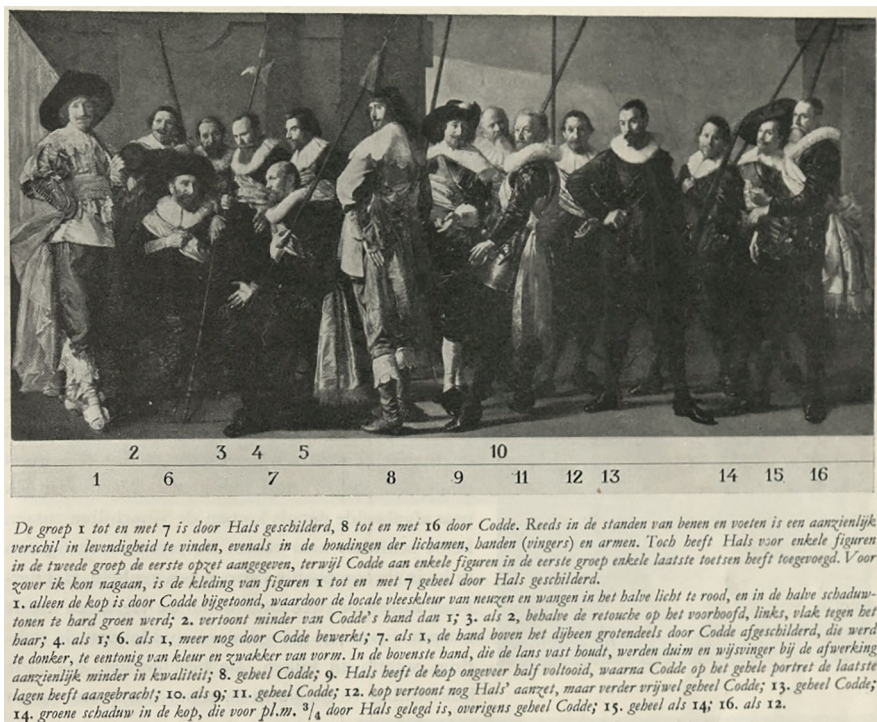 2 3 4 5 10
1 6 7 8 9 11 12 13 14 15 16
De groep 1 tot en met 7 is door Hals geschilderd, 8 tot en met 16 door Codde. Reeds in de standen van benen en voeten is een aanzienlijk
verschil in levendigheid te vinden, evenals in de houdingen der lichamen, handen (vingers) en armen. Toch heeft Hals voor enkele figuren
in de tweede groep de eerste opzet aangegeven, terwijl Codde aan enkele figuren in de eerste groep enkele laatste toetsen heeft toegevoegd. Voor
zover ik kon nagaan, is de kleding van figuren 1 tot en met 7 geheel door Hals geschilderd.
1. alleen de kop is door Codde bijgetoond, waardoor de locale vleeskleur van neuzen en wangen in het halve licht te rood, en in de halve schaduw-
tonen te hard groen werd; 2. vertoont minder van Codde's hand dan 1; 3. als 2, behalve de retouche op het voorhoofd, links, vlak tegen het
haar; 4. als 1; 6. als 1, meer nog door Codde bewerkt; 7. als 1, de hand boven het dijbeen grotendeels door Codde afgeschilderd, die werd
te donker, te eentonig van kleur en zwakker van vorm. In de bovenste hand, die de lans vast houdt, werden duim en wijsvinger bij de afwerking
aanzienlijk minder in kwaliteit; 8. geheel Codde; 9. Hals heeft de kop ongeveer half voltooid, waarna Codde op het gehele portret de laatste
lagen heeft aangebracht; 10. als 9; 11. geheel Codde; 12. kop vertoont nog Hals' aanzet, maar verder vrijwel geheel Codde; 13. geheel Codde;
14. groene schaduw in de kop, die voor pl.m. 3/4 door Hals gelegd is, overigens geheel Codde; 15. geheel als 14; 16. als 12.